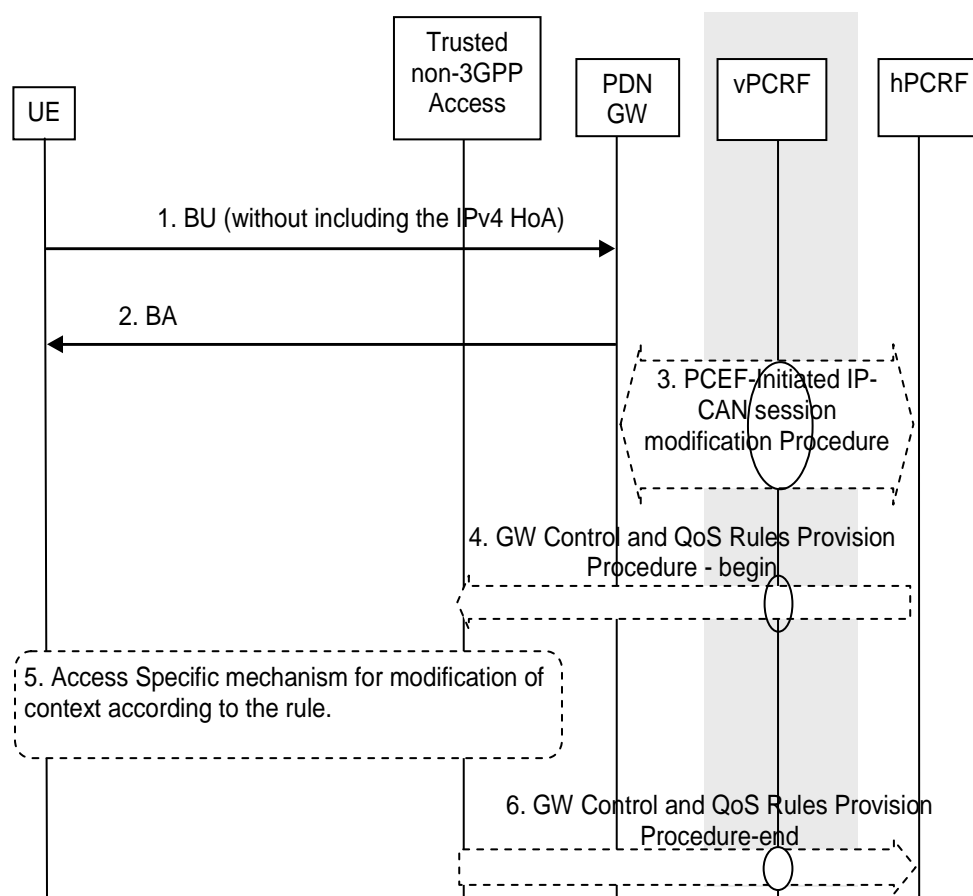 UE
Trusted
non-3GPP
Access
PDN
GW
vPCRF
hPCRF
1. BU (without including the IPv4 HoA)
2. BA
3. PCEF-Initiated IP-
CAN session
modification Procedure
4. GW Control and QoS Rules Provision
Procedure - begin
5. Access Specific mechanism for modification of
context according to the rule.
6. GW Control and QoS Rules Provision
Procedure-end